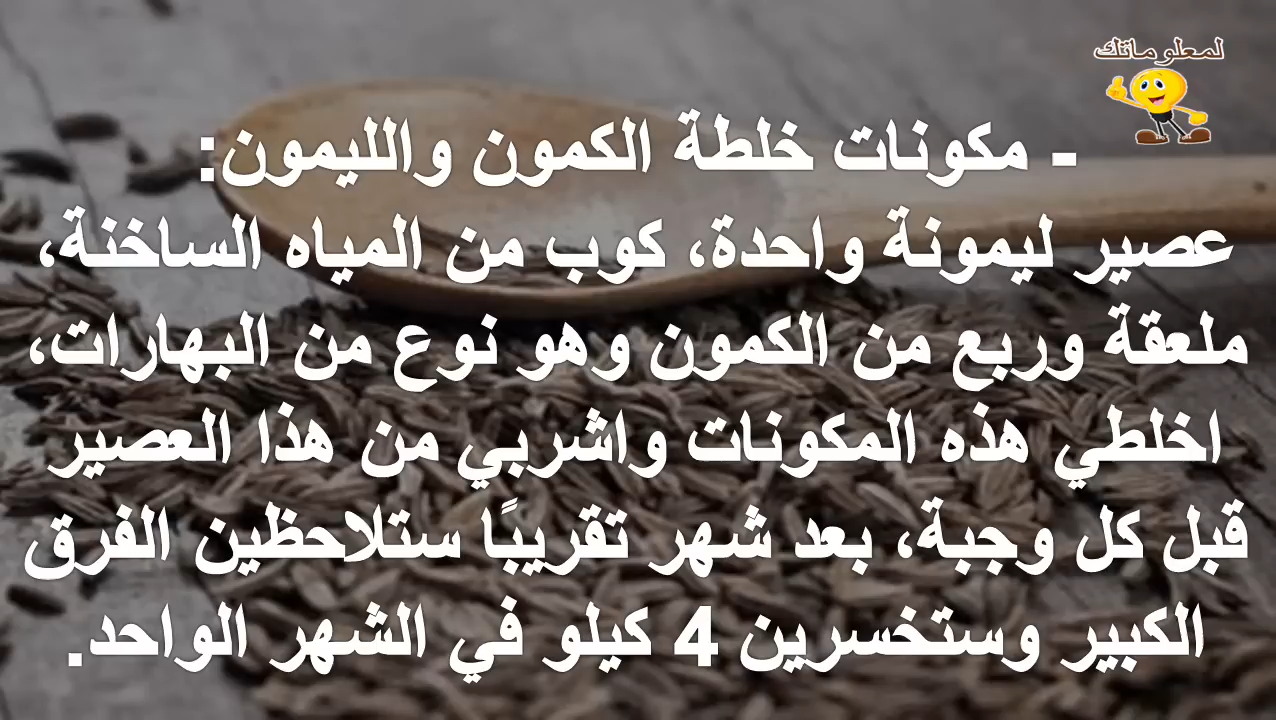 لمعلوماتك
- مكونات خلطة الكمون والليمون:
عصير ليمونة واحدة، كوب من المياه الساخنة،
ملعقة وربع من الكمون وهو نوع من البهارات،
اخلطي هذه المكونات واشربي من هذا العصير
قبل كل وجبة، بعد شهر تقريبًا ستلاحظين الفرق
الكبير وستخسرين 4 كيلو في الشهر الواحد.